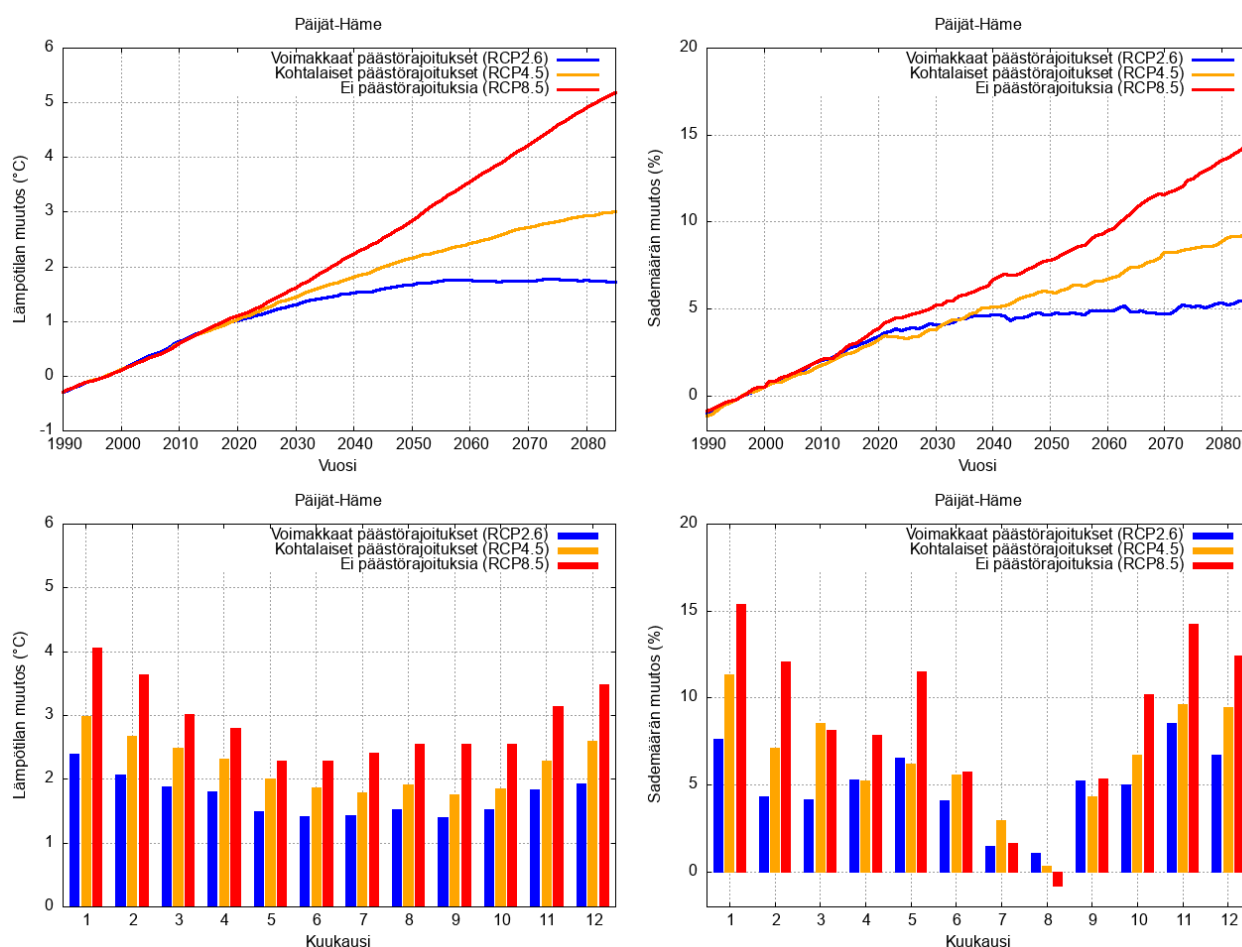 Päijät-Häme
Voimakkaat päästörajoitukset (RCP2.6)
Kohtalaiset päästörajoitukset (RCP4.5)
Ei päästörajoituksia (RCP8.5)
Lämpötilan muutos (°C)
6
5
4
3
2
1
0
-1
1990 2000 2010 2020 2030 2040 2050 2060 2070 2080
Vuosi
Päijät-Häme
Voimakkaat päästörajoitukset (RCP2.6)
Kohtalaiset päästörajoitukset (RCP4.5)
Ei päästörajoituksia (RCP8.5)
Sademäärän muutos (%)
20
15
10
5
0
1990 2000 2010 2020 2030 2040 2050 2060 2070 2080
Vuosi
Päijät-Häme
Voimakkaat päästörajoitukset (RCP2.6)
Kohtalaiset päästörajoitukset (RCP4.5)
Ei päästörajoituksia (RCP8.5)
Lämpötilan muutos (°C)
6
5
4
3
2
1
0
1 2 3 4 5 6 7 8 9 10 11 12
Kuukausi
Päijät-Häme
Voimakkaat päästörajoitukset (RCP2.6)
Kohtalaiset päästörajoitukset (RCP4.5)
Ei päästörajoituksia (RCP8.5)
Sademäärän muutos (%)
20
15
10
5
0
1 2 3 4 5 6 7 8 9 10 11 12
Kuukausi